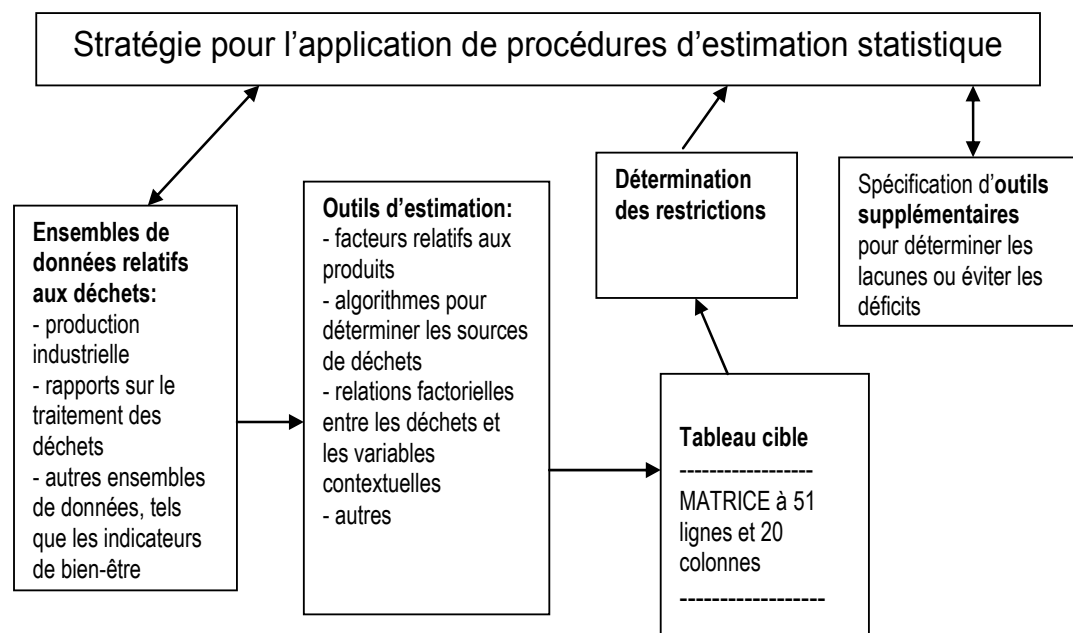 Stratégie pour l’application de procédures d’estimation statistique
Ensembles de
données relatifs
aux déchets:
- production
industrielle
- rapports sur le
traitement des
déchets
- autres ensembles
de données, tels
que les indicateurs
de bien-être
Outils d’estimation:
- facteurs relatifs aux
produits
- algorithmes pour
déterminer les sources
de déchets
- relations factorielles
entre les déchets et
les variables
contextuelles
- autres
Détermination
des restrictions
Tableau cible
------------------
MATRICE à 51
lignes et 20
colonnes
------------------
Spécification d’outils
supplémentaires
pour déterminer les
lacunes ou éviter les
déficits